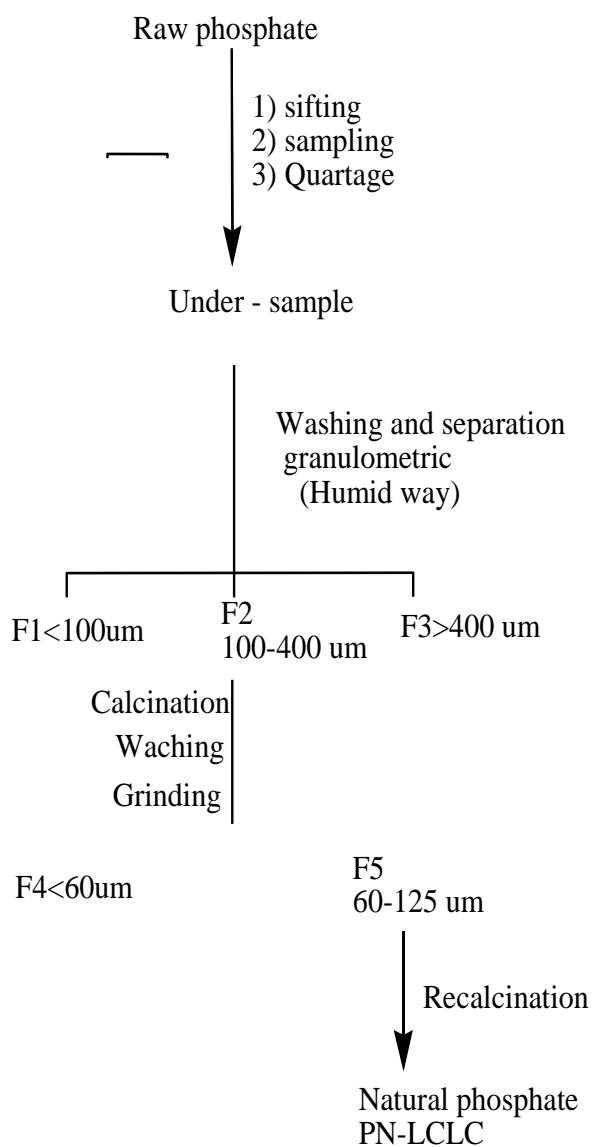 Raw phosphate
1) sifting
2) sampling
3) Quartage
Under - sample
Washing and separation
granulometric
(Humid way)
F1<100um
F2
100-400 um
F3>400 um
Calcination
Waching
Grinding
F4<60um
F5
60-125 um
Recalcination
Natural phosphate
PN-LCLC